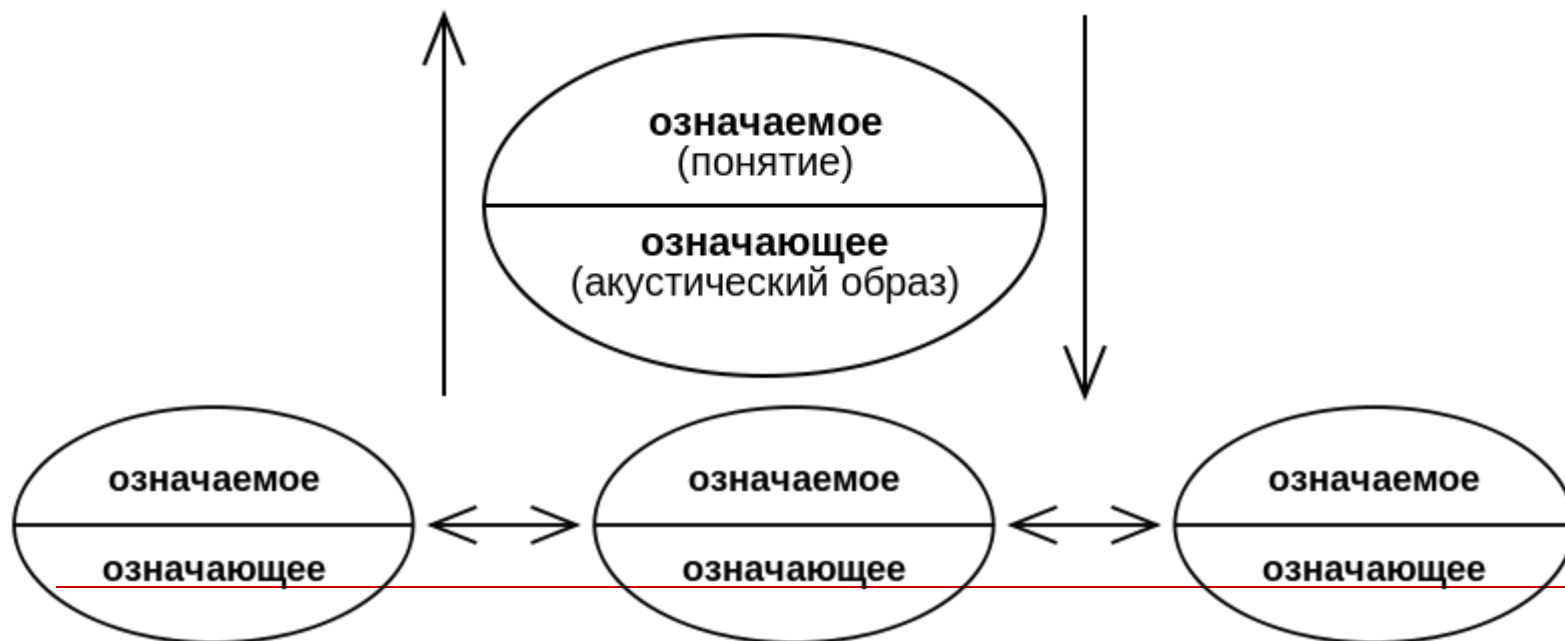 означаемое
(понятие)
означающее
(акустический образ)
означаемое
означаемое
означаемое
означающее
означающее
означающее